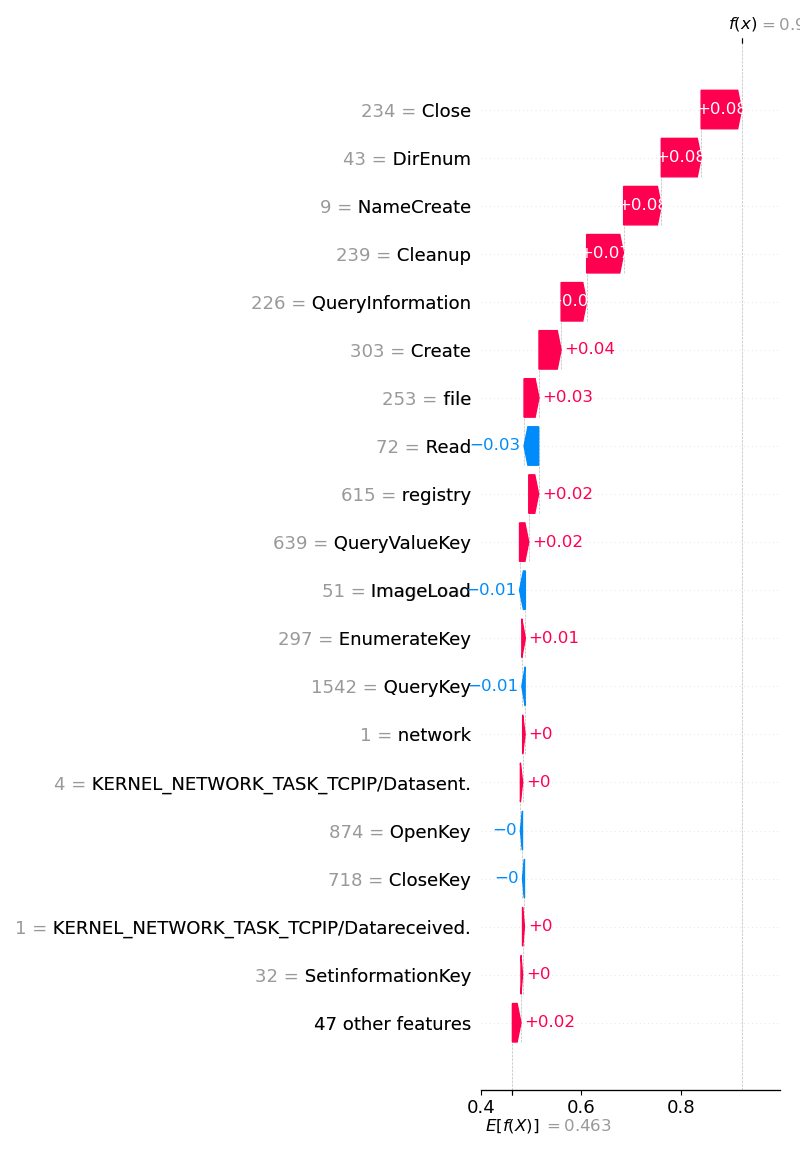 f(x) = 0.9
234 = Close +0.08
43 = DirEnum +0.08
9 = NameCreate +0.08
239 = Cleanup +0.07
226 = QueryInformation +0.0
303 = Create +0.04
253 = file +0.03
72 = Read −0.03
615 = registry +0.02
639 = QueryValueKey +0.02
51 = ImageLoad −0.01
297 = EnumerateKey +0.01
1542 = QueryKey −0.01
1 = network +0
4 = KERNEL_NETWORK_TASK_TCPIP/Datasent. +0
874 = OpenKey −0
718 = CloseKey −0
1 = KERNEL_NETWORK_TASK_TCPIP/Datareceived. +0
32 = SetinformationKey +0
47 other features +0.02
0.4 0.6 0.8
E[f(X)] = 0.463